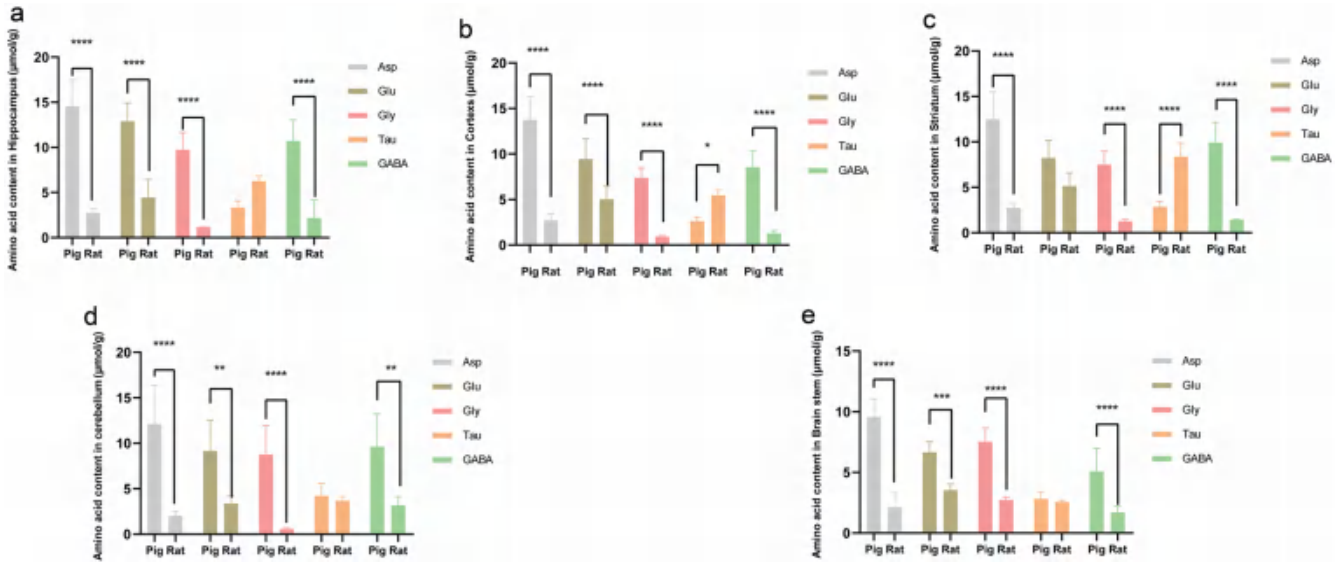 a
Amino acid content in Hippocampus (μmol/g)
20
15
10
5
0
**** **** **** ****
Pig Rat Pig Rat Pig Rat Pig Rat Pig Rat
Asp
Glu
Gly
Tau
GABA
b
Amino acid content in Cortexs (μmol/g)
20
15
10
5
0
**** **** **** * ****
Pig Rat Pig Rat Pig Rat Pig Rat Pig Rat
Asp
Glu
Gly
Tau
GABA
c
Amino acid content in Striatum (μmol/g)
20
15
10
5
0
**** **** **** ****
Pig Rat Pig Rat Pig Rat Pig Rat Pig Rat
Asp
Glu
Gly
Tau
GABA
d
Amino acid content in cerebellum (μmol/g)
20
15
10
5
0
**** ** **** **
Pig Rat Pig Rat Pig Rat Pig Rat Pig Rat
Asp
Glu
Gly
Tau
GABA
e
Amino acid content in Brain stem (μmol/g)
15
10
5
0
**** *** **** ****
Pig Rat Pig Rat Pig Rat Pig Rat Pig Rat
Asp
Glu
Gly
Tau
GABA